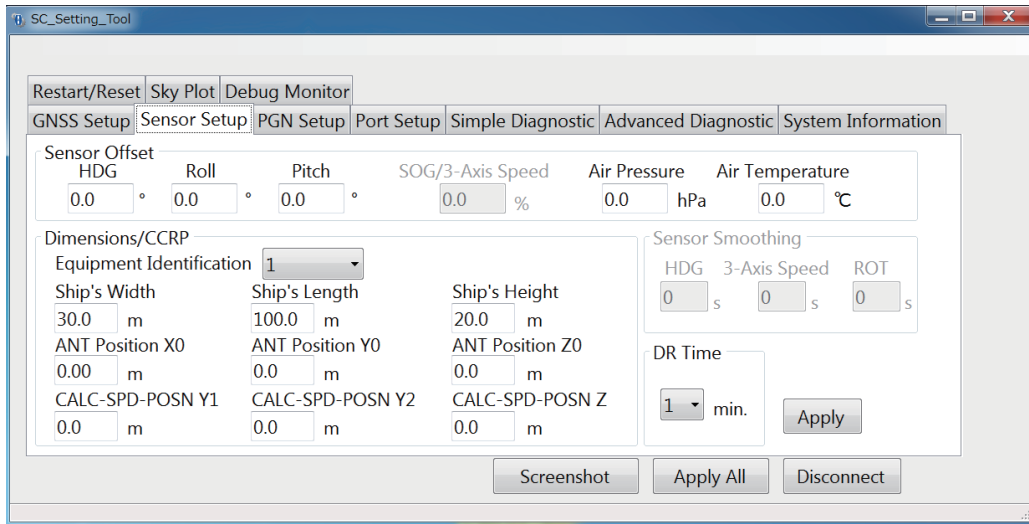 SC_Setting_Tool
Restart/Reset Sky Plot Debug Monitor
GNSS Setup Sensor Setup PGN Setup Port Setup Simple Diagnostic Advanced Diagnostic System Information
Sensor Offset
HDG Roll Pitch SOG/3-Axis Speed Air Pressure Air Temperature
0.0 ° 0.0 ° 0.0 ° 0.0 % 0.0 hPa 0.0 ℃
Dimensions/CCRP
Equipment Identification 1
Ship's Width Ship's Length Ship's Height
30.0 m 100.0 m 20.0 m
ANT Position X0 ANT Position Y0 ANT Position Z0
0.00 m 0.0 m 0.0 m
CALC-SPD-POSN Y1 CALC-SPD-POSN Y2 CALC-SPD-POSN Z
0.0 m 0.0 m 0.0 m
Sensor Smoothing
HDG 3-Axis Speed ROT
0 s 0 s 0 s
DR Time
1 min.
Apply
Screenshot Apply All Disconnect